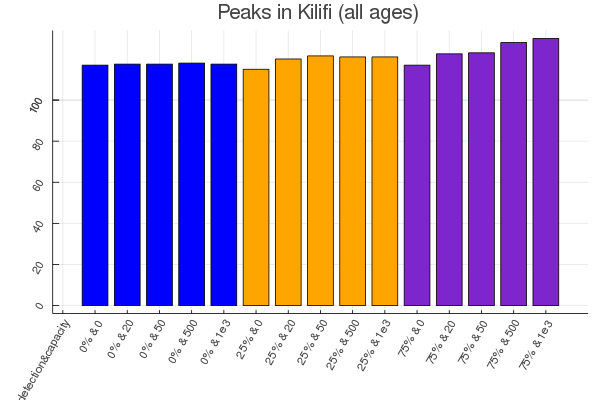 Peaks in Kilifi (all ages)
100
80
60
40
20
0
detection&capacity
0% & 0
0% & 20
0% & 50
0% & 500
0% & 1e3
25% & 0
25% & 20
25% & 50
25% & 500
25% & 1e3
75% & 0
75% & 20
75% & 50
75% & 500
75% & 1e3